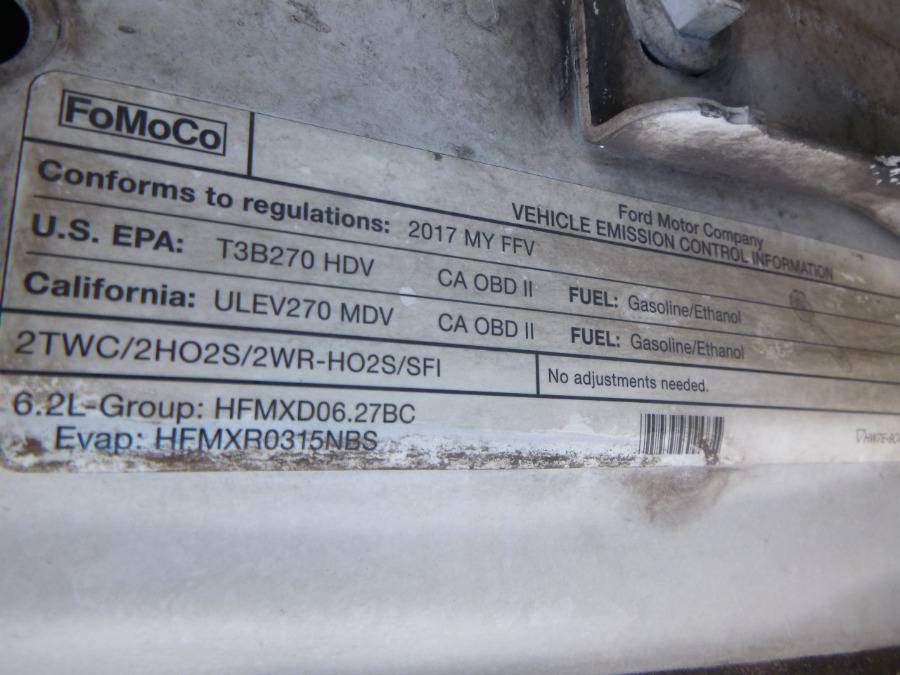 FoMoCo
Ford Motor Company
VEHICLE EMISSION CONTROL INFORMATION
Conforms to regulations: 2017 MY FFV
U.S. EPA: T3B270 HDV CA OBD II FUEL: Gasoline/Ethanol
California: ULEV270 MDV CA OBD II FUEL: Gasoline/Ethanol
2TWC/2HO2S/2WR-HO2S/SFI No adjustments needed.
6.2L-Group: HFMXD06.27BC
Evap: HFMXR0315NBS